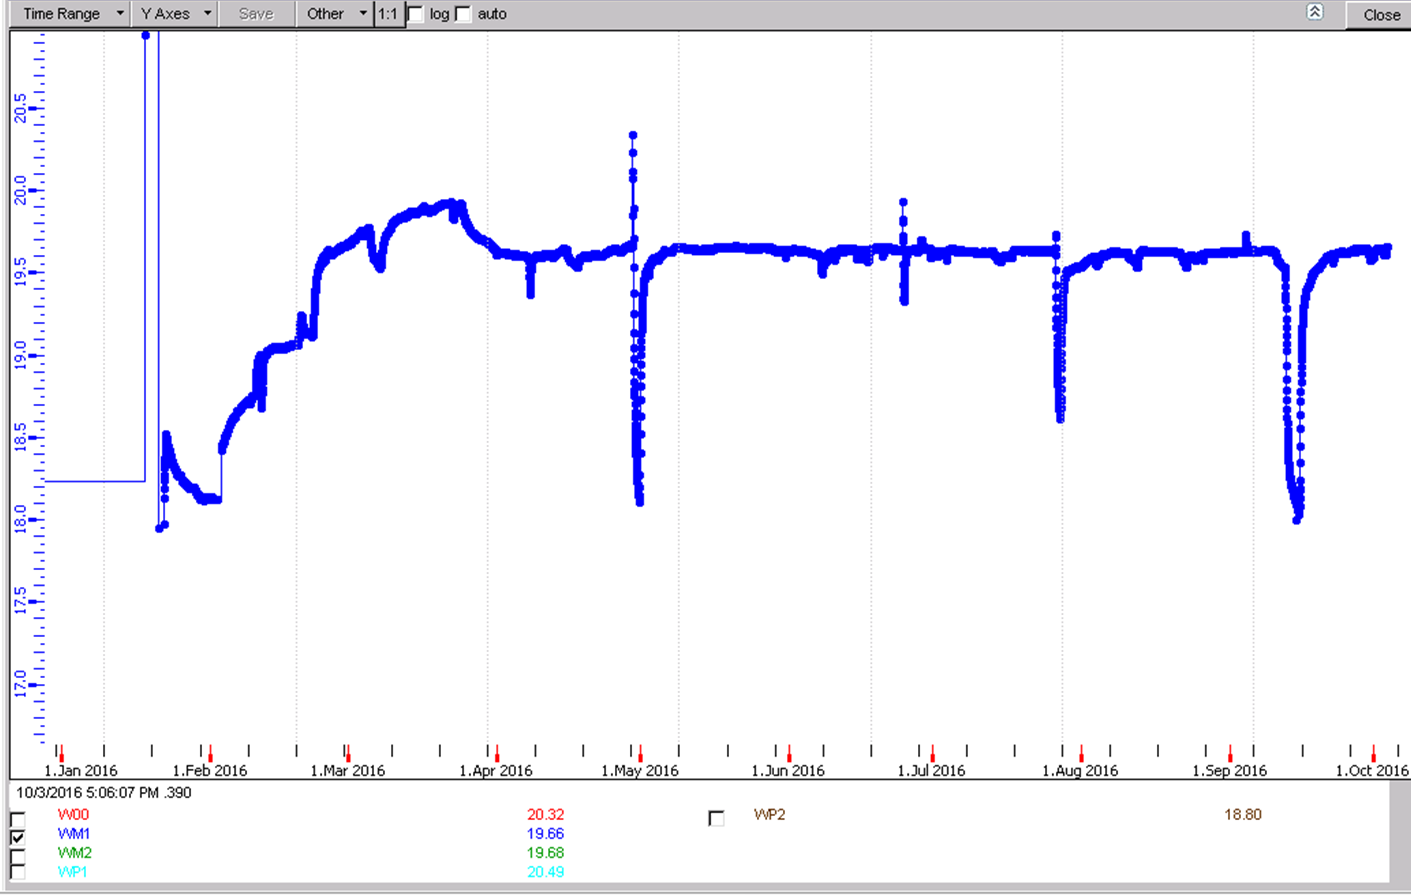 Time Range Y Axes Save Other 1:1 log auto Close
20.5
20.0
19.5
19.0
18.5
18.0
17.5
17.0
1.Jan 2016 1.Feb 2016 1.Mar 2016 1.Apr 2016 1.May 2016 1.Jun 2016 1.Jul 2016 1.Aug 2016 1.Sep 2016 1.Oct 2016
10/3/2016 5:06:07 PM .390
W00 20.32 WP2 18.80
WM1 19.66
WM2 19.68
WP1 20.49